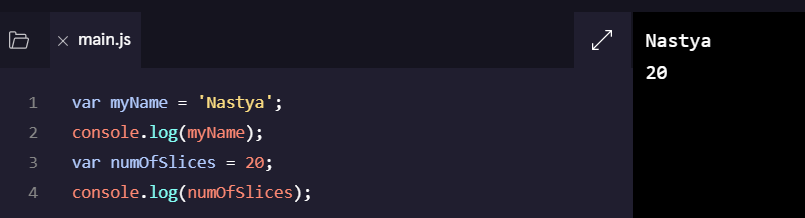 main.js
1 var myName = 'Nastya';
2 console.log(myName);
3 var numOfSlices = 20;
4 console.log(numOfSlices);
Nastya
20